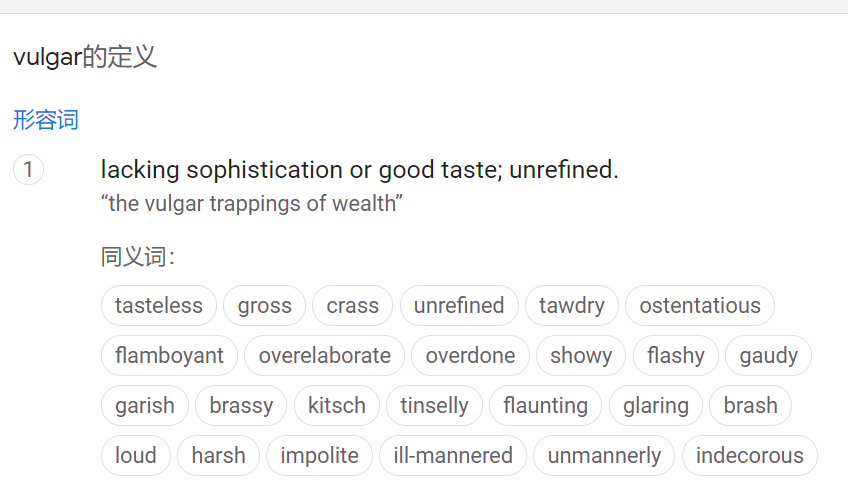 vulgar的定义
形容词
1 lacking sophistication or good taste; unrefined.
“the vulgar trappings of wealth”
同义词：
tasteless gross crass unrefined tawdry ostentatious
flamboyant overelaborate overdone showy flashy gaudy
garish brassy kitsch tinselly flaunting glaring brash
loud harsh impolite ill-mannered unmannerly indecorous